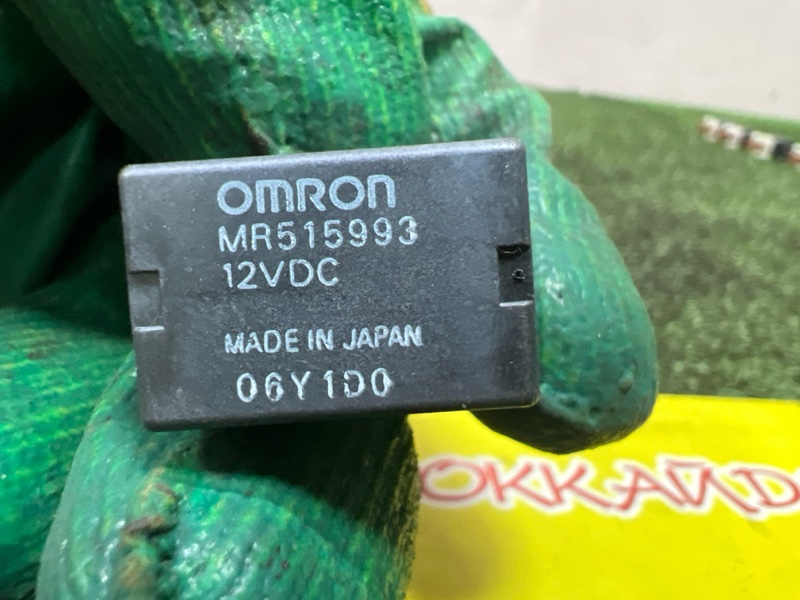 OMRON
MR515993
12VDC
MADE IN JAPAN
06Y1D0